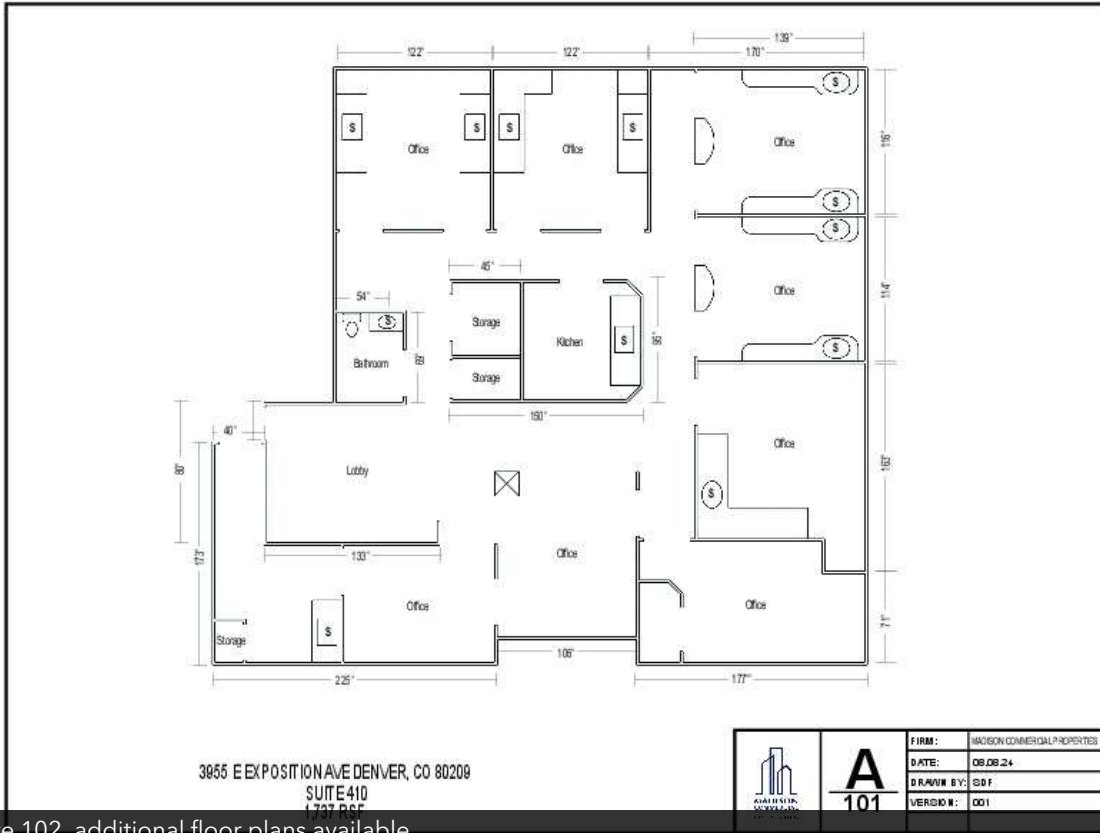 139"
122" 122" 170"
S S S S S
Office Office Office
116"
S
S
45"
54"
S
Storage Kitchen Office
S
114"
69"
95"
Bathroom
Storage
S
150"
40"
80"
Lobby Office
163"
S
173"
133"
Office
Office Office
71"
S
Storage
106"
225" 177"
3955 E EXPOSITION AVE DENVER, CO 80209
SUITE 410
1,737 RSF
A
101
FIRM: MADISON COMMERCIAL PROPERTIES
DATE: 08.08.24
DRAWN BY: SDF
VERSION: 001
MADISON
additional floor plans available